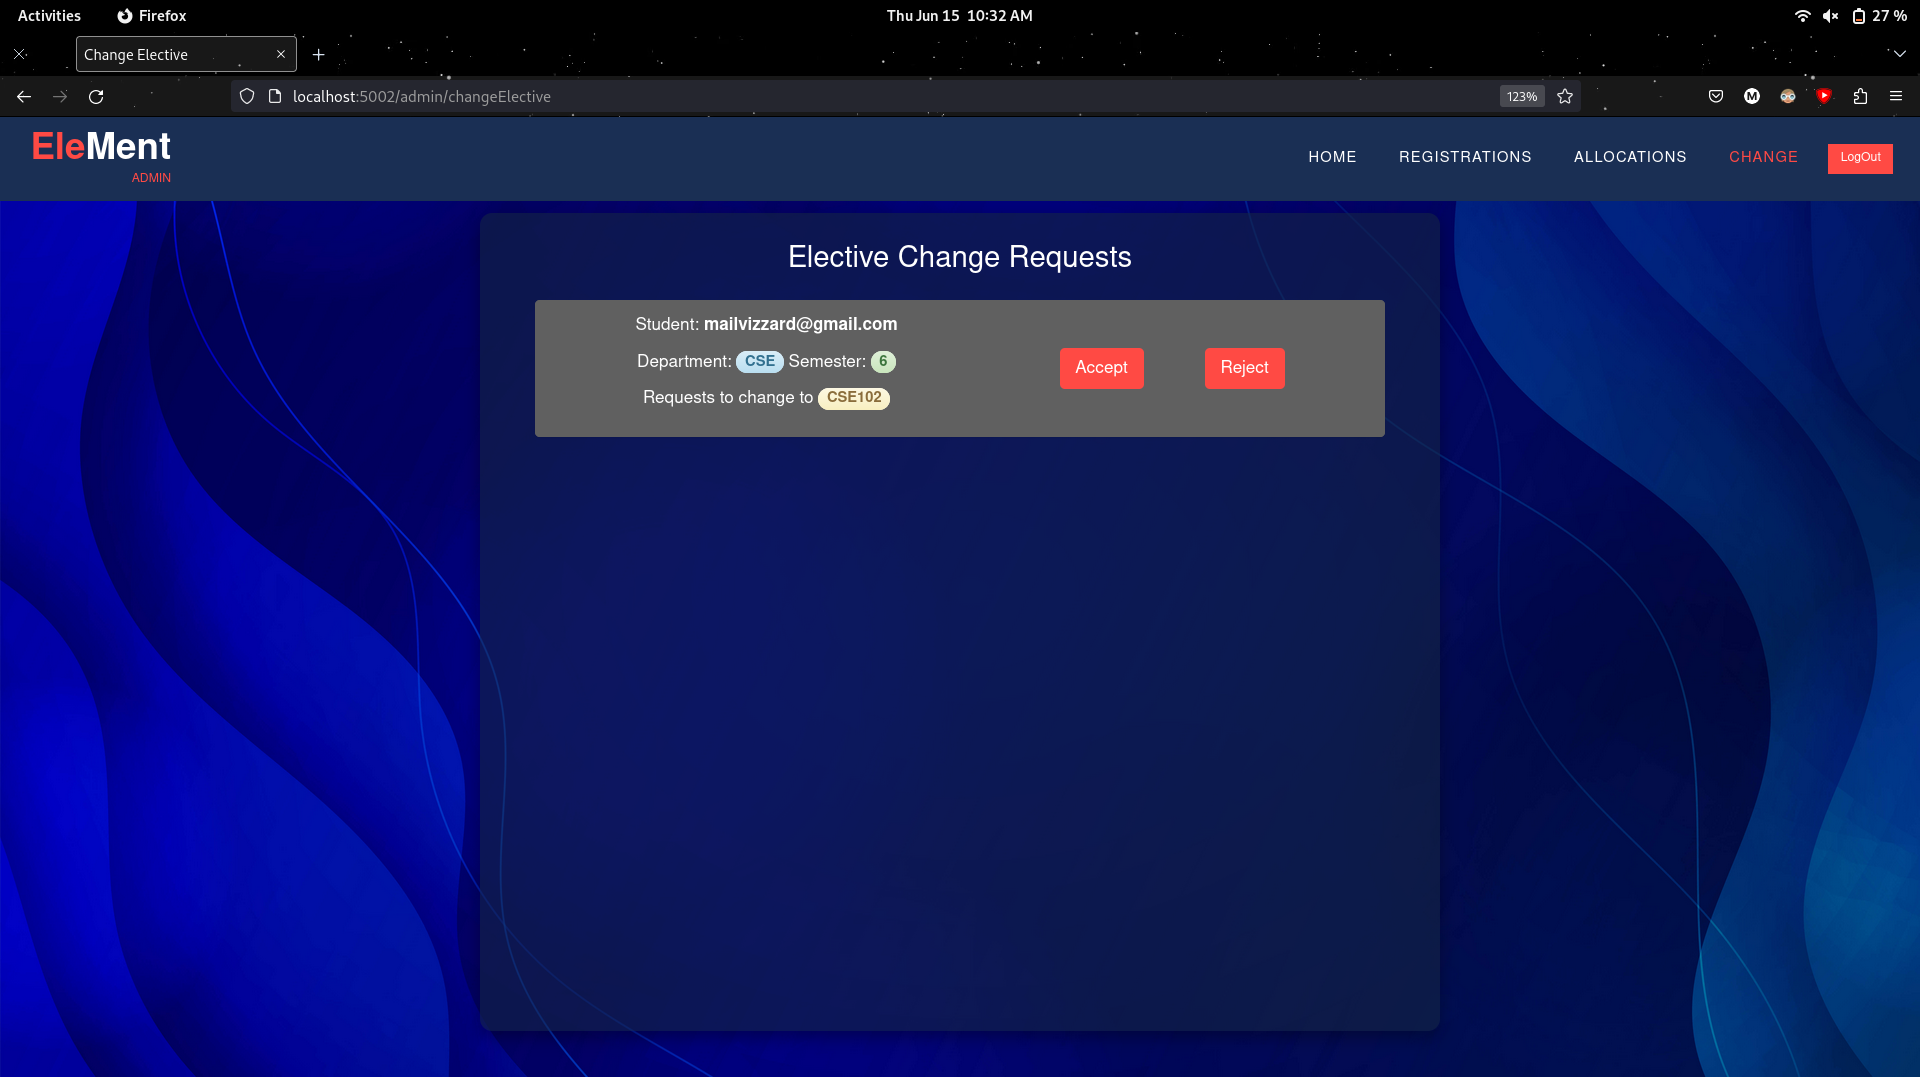 Activities Firefox Thu Jun 15 10:32 AM 27 %
Change Elective
localhost:5002/admin/changeElective 123% M
EleMent
ADMIN
HOME REGISTRATIONS ALLOCATIONS CHANGE LogOut
Elective Change Requests
Student: mailvizzard@gmail.com
Department: CSE Semester: 6
Requests to change to CSE102
Accept Reject